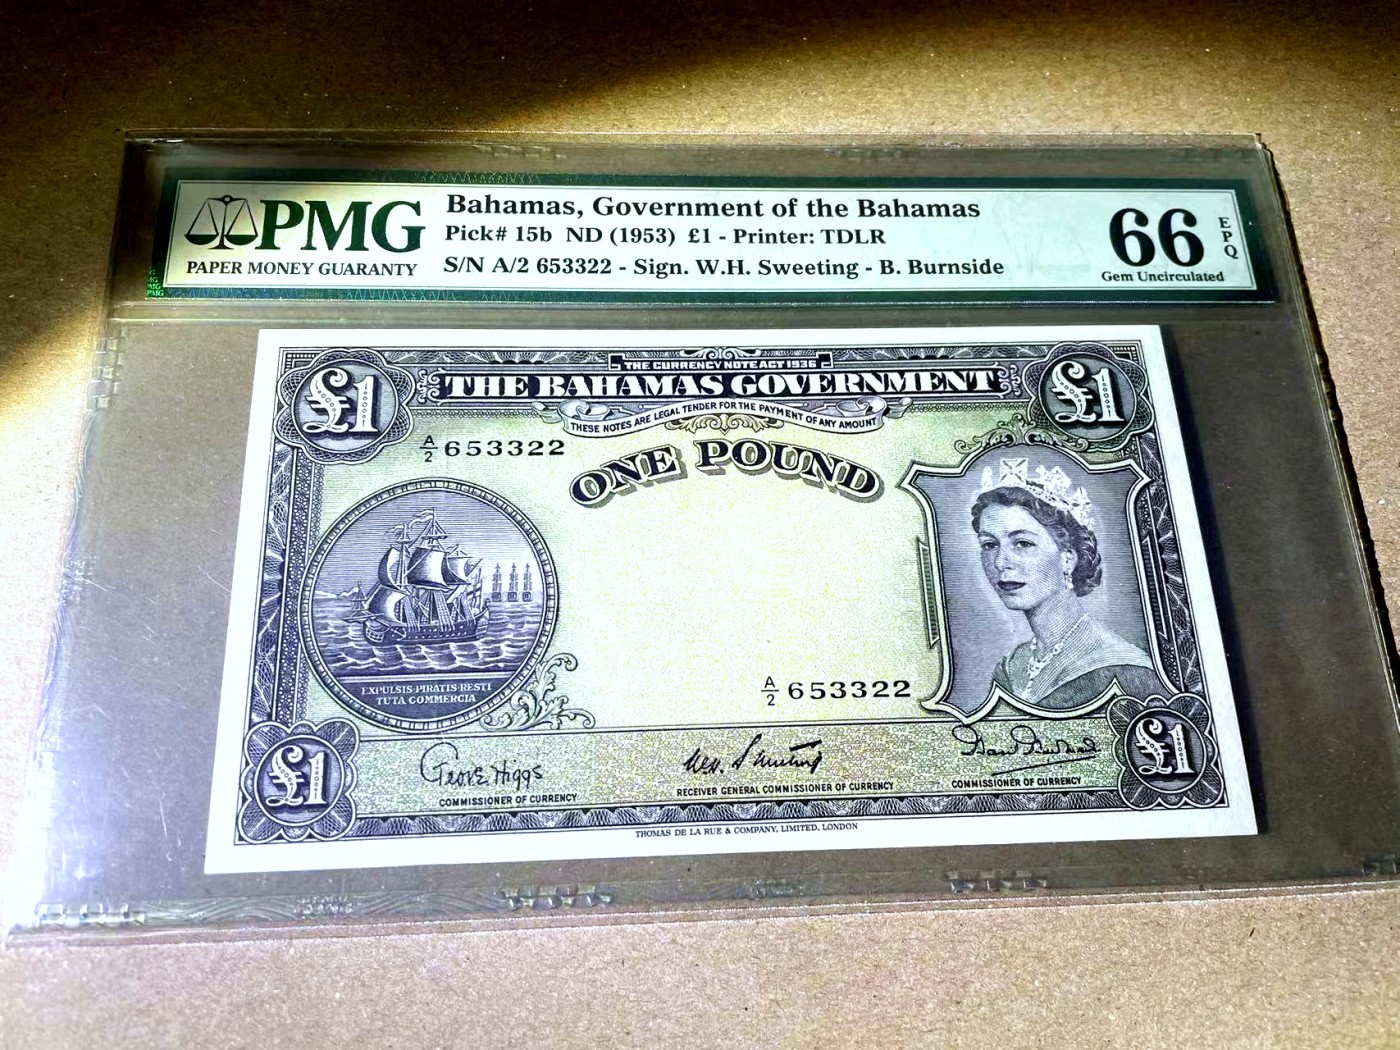 PMG
PAPER MONEY GUARANTY
Bahamas, Government of the Bahamas
Pick# 15b ND (1953) £1 - Printer: TDLR
S/N A/2 653322 - Sign. W.H. Sweeting - B. Burnside
66
EPQ
Gem Uncirculated
THE CURRENCY NOTE ACT 1936
£1 THE BAHAMAS GOVERNMENT £1
THESE NOTES ARE LEGAL TENDER FOR THE PAYMENT OF ANY AMOUNT
A/2 653322
ONE POUND
EXPULSIS PIRATIS RESTI
TUTA COMMERCIA
A/2 653322
£1
Geo. E. Higgs
COMMISSIONER OF CURRENCY
W.H. Sweeting
RECEIVER GENERAL COMMISSIONER OF CURRENCY
COMMISSIONER OF CURRENCY
£1
THOMAS DE LA RUE & COMPANY, LIMITED, LONDON